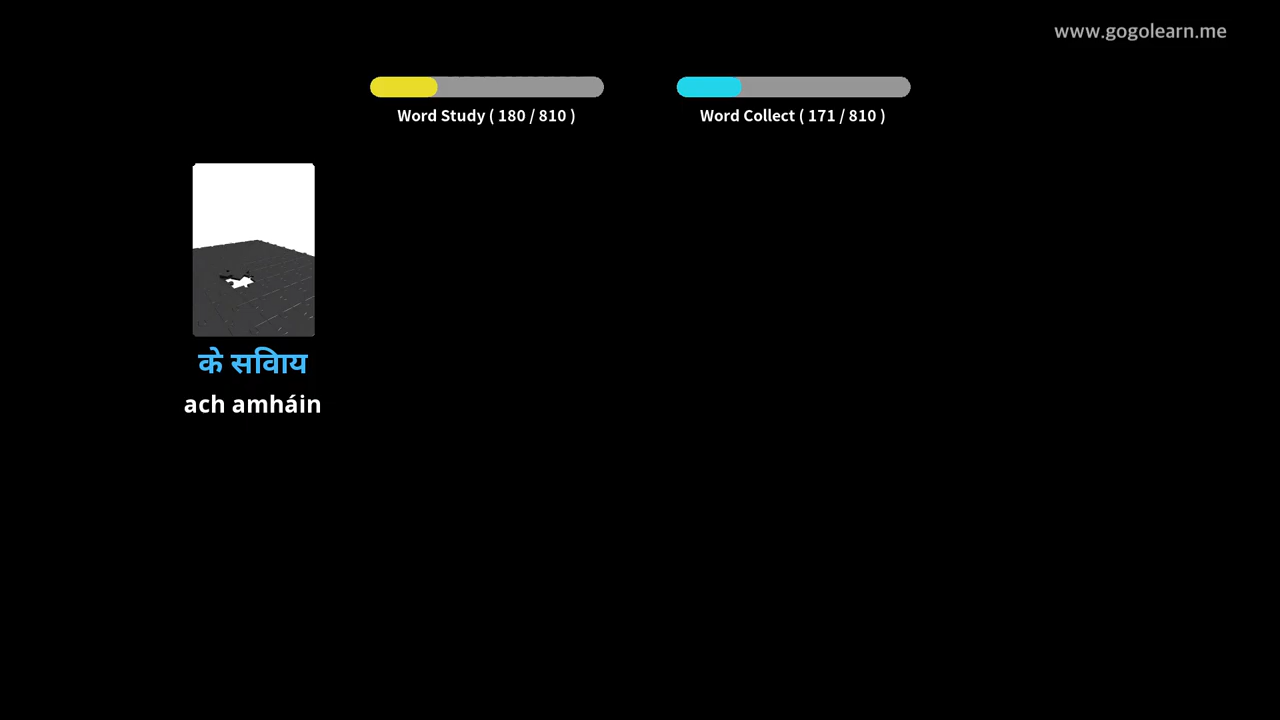 www.gogolearn.me
Word Study ( 180 / 810 )
Word Collect ( 171 / 810 )
के सिवाय
ach amháin